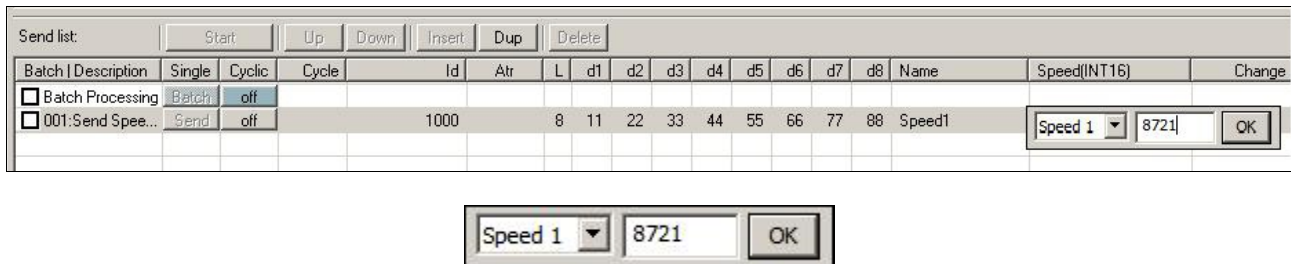 Send list: Start Up Down Insert Dup Delete
Batch | Description Single Cyclic Cycle Id Atr L d1 d2 d3 d4 d5 d6 d7 d8 Name Speed(INT16) Change
Batch Processing Batch off
001:Send Spee... Send off 1000 8 11 22 33 44 55 66 77 88 Speed1 Speed 1 8721 OK
Speed 1 8721 OK